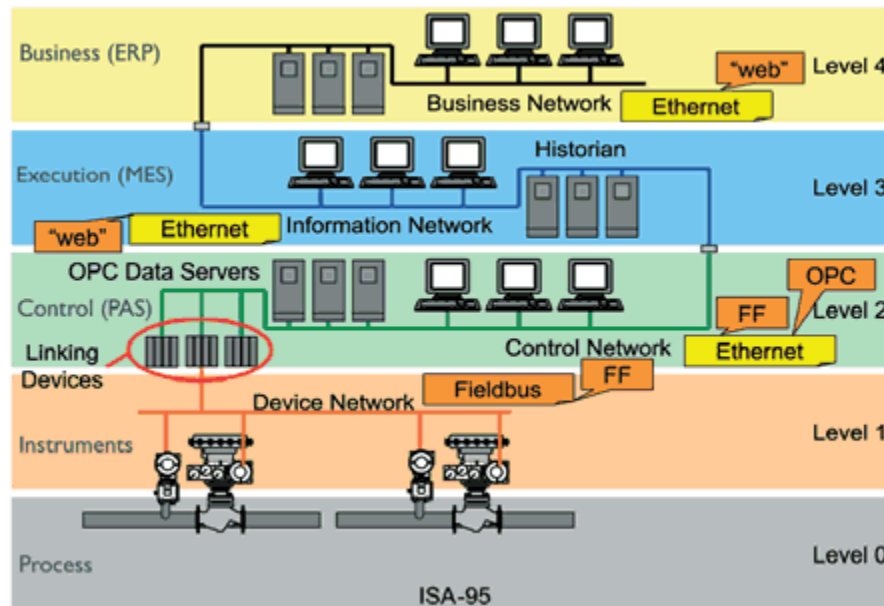 Business (ERP)
"web"
Level 4
Business Network
Ethernet
Historian
Execution (MES)
Level 3
Ethernet
Information Network
"web"
OPC Data Servers
OPC
Control (PAS)
FF
Level 2
Linking
Devices
Control Network
Ethernet
FF
Fieldbus
Device Network
Level 1
Instruments
Level 0
Process
ISA-95